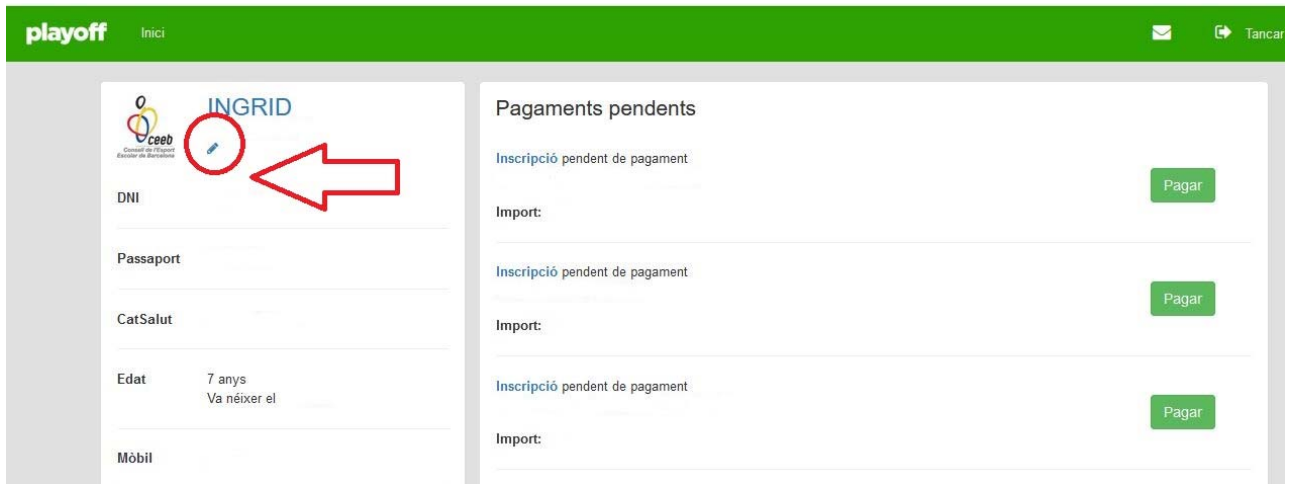 playoff
Inici
Tancar
ceeb
Consell de l'Esport
Escolar de Barcelona
INGRID
DNI
Passaport
CatSalut
Edat
7 anys
Va néixer el
Mòbil
Pagaments pendents
Inscripció pendent de pagament
Import:
Pagar
Inscripció pendent de pagament
Import:
Pagar
Inscripció pendent de pagament
Import:
Pagar